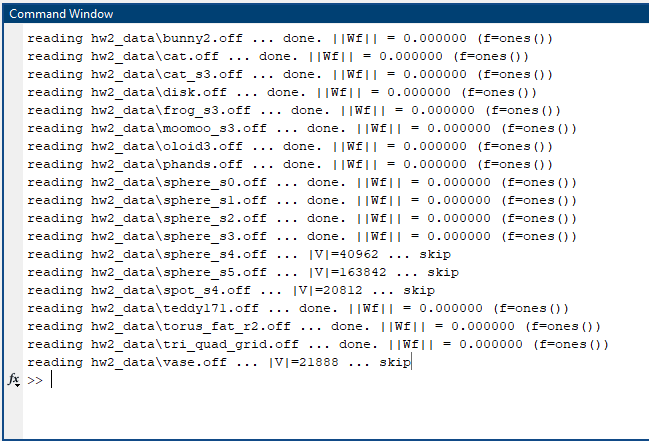 Command Window
reading hw2_data\bunny2.off ... done. ||Wf|| = 0.000000 (f=ones())
reading hw2_data\cat.off ... done. ||Wf|| = 0.000000 (f=ones())
reading hw2_data\cat_s3.off ... done. ||Wf|| = 0.000000 (f=ones())
reading hw2_data\disk.off ... done. ||Wf|| = 0.000000 (f=ones())
reading hw2_data\frog_s3.off ... done. ||Wf|| = 0.000000 (f=ones())
reading hw2_data\moomoo_s3.off ... done. ||Wf|| = 0.000000 (f=ones())
reading hw2_data\oloid3.off ... done. ||Wf|| = 0.000000 (f=ones())
reading hw2_data\phands.off ... done. ||Wf|| = 0.000000 (f=ones())
reading hw2_data\sphere_s0.off ... done. ||Wf|| = 0.000000 (f=ones())
reading hw2_data\sphere_s1.off ... done. ||Wf|| = 0.000000 (f=ones())
reading hw2_data\sphere_s2.off ... done. ||Wf|| = 0.000000 (f=ones())
reading hw2_data\sphere_s3.off ... done. ||Wf|| = 0.000000 (f=ones())
reading hw2_data\sphere_s4.off ... |V|=40962 ... skip
reading hw2_data\sphere_s5.off ... |V|=163842 ... skip
reading hw2_data\spot_s4.off ... |V|=20812 ... skip
reading hw2_data\teddy171.off ... done. ||Wf|| = 0.000000 (f=ones())
reading hw2_data\torus_fat_r2.off ... done. ||Wf|| = 0.000000 (f=ones())
reading hw2_data\tri_quad_grid.off ... done. ||Wf|| = 0.000000 (f=ones())
reading hw2_data\vase.off ... |V|=21888 ... skip
fx >>